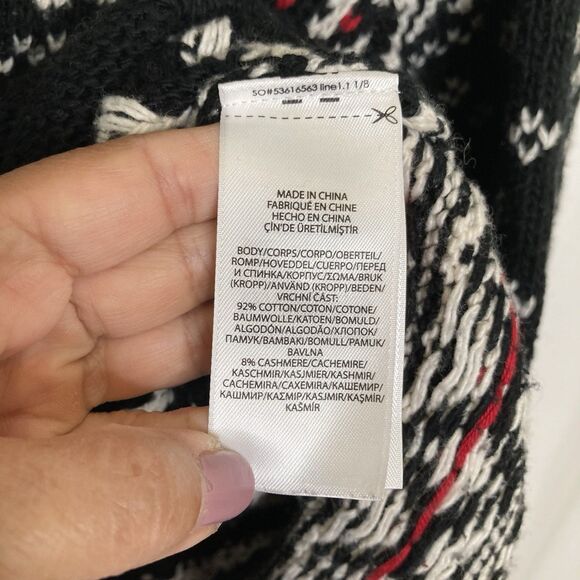 SO#53616563 line1.1 1/8
MADE IN CHINA
FABRIQUÉ EN CHINE
HECHO EN CHINA
ÇİN'DE ÜRETİLMİŞTİR
BODY/CORPS/CORPO/OBERTEIL/
ROMP/HOVEDDEL/CUERPO/ПЕРЕД
И СПИНКА/KORPUS/ΣΩΜΑ/BRUK
(KROPP)/ANVÄND (KROPP)/BEDEN/
VRCHNÍ ČÁST:
92% COTTON/COTON/COTONE/
BAUMWOLLE/KATOEN/BOMULD/
ALGODÓN/ALGODÃO/ХЛОПОК/
ПАМУК/ΒΑΜΒΑΚΙ/BOMULL/PAMUK/
BAVLNA
8% CASHMERE/CACHEMIRE/
KASCHMIR/KASJMIER/KASHMIR/
CACHEMIRA/CAXEMIRA/КАШЕМИР/
КАШМИР/ΚΑΣΜΙΡ/KASJMIR/KAŞMİR/
KAŠMÍR